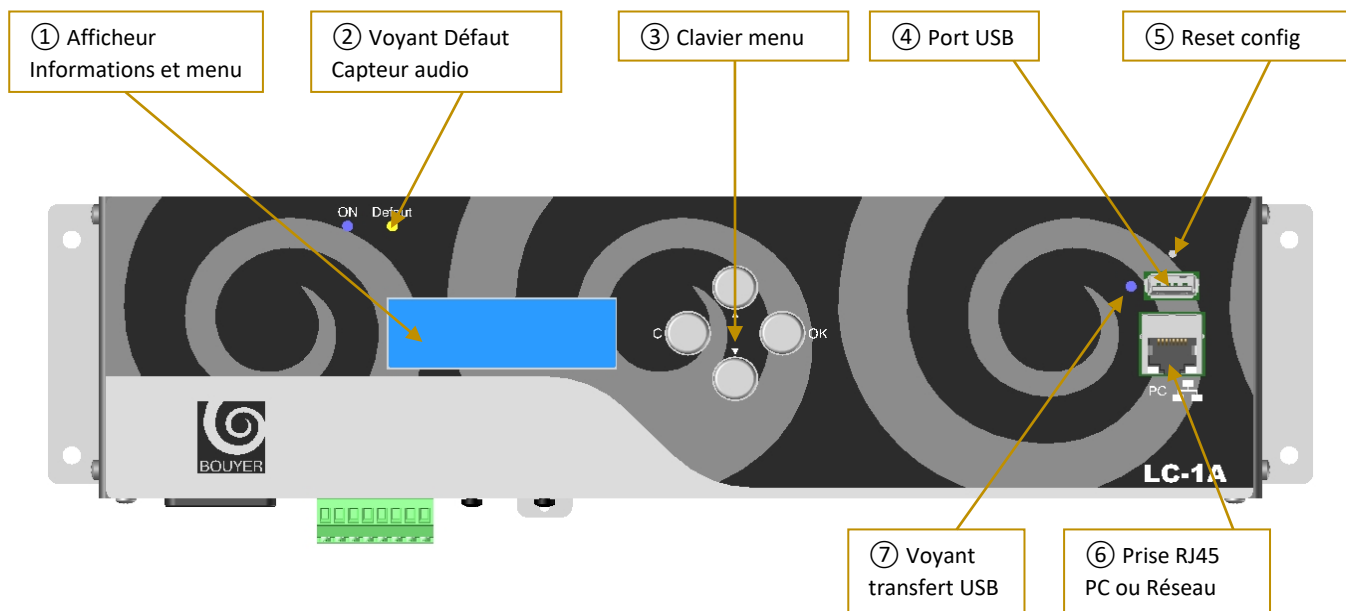 ① Afficheur
Informations et menu
② Voyant Défaut
Capteur audio
③ Clavier menu
④ Port USB
⑤ Reset config
ON Defaut
C
OK
PC
BOUYER
LC-1A
⑦ Voyant
transfert USB
⑥ Prise RJ45
PC ou Réseau